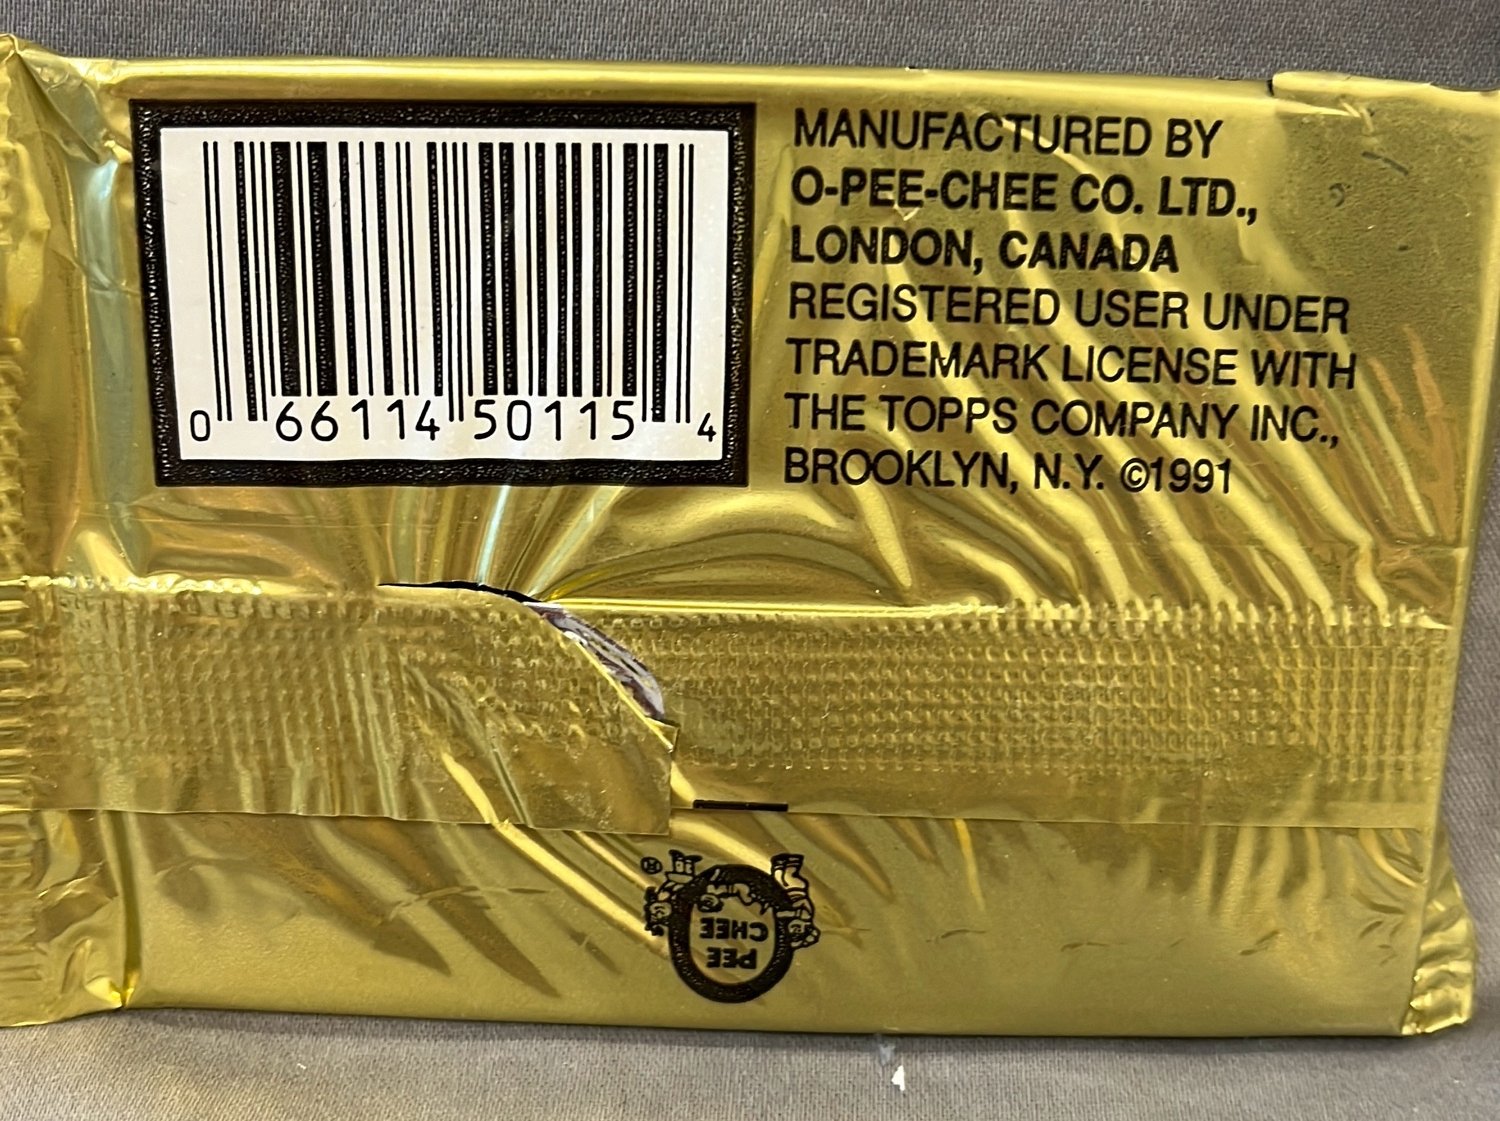 MANUFACTURED BY
O-PEE-CHEE CO. LTD.,
LONDON, CANADA
REGISTERED USER UNDER
TRADEMARK LICENSE WITH
THE TOPPS COMPANY INC.,
BROOKLYN, N.Y. ©1991
0 66114 50115 4
®
PEE
CHEE